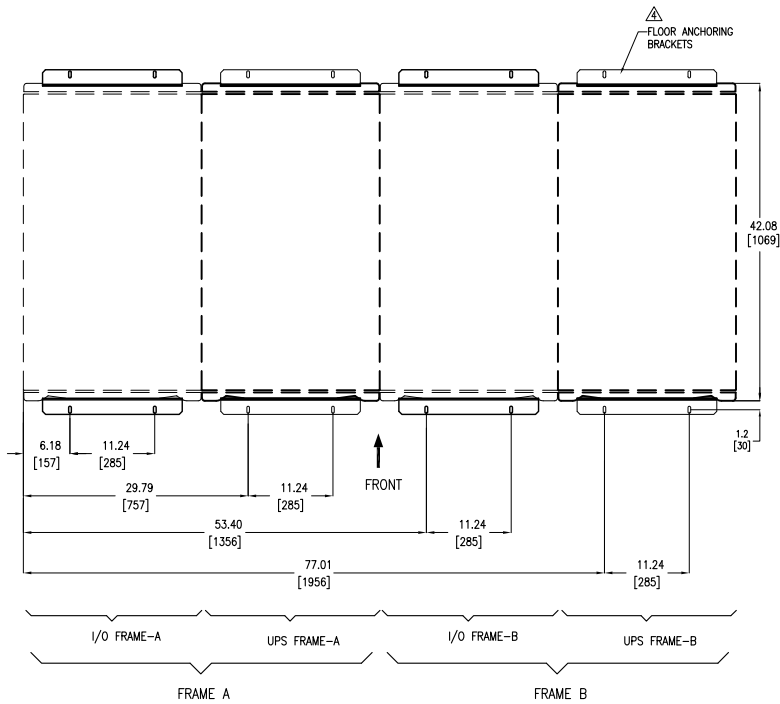 4
FLOOR ANCHORING
BRACKETS
42.08
[1069]
1.2
[30]
6.18
[157]
11.24
[285]
29.79
[757]
11.24
[285]
FRONT
53.40
[1356]
11.24
[285]
77.01
[1956]
11.24
[285]
I/O FRAME-A
UPS FRAME-A
I/O FRAME-B
UPS FRAME-B
FRAME A
FRAME B